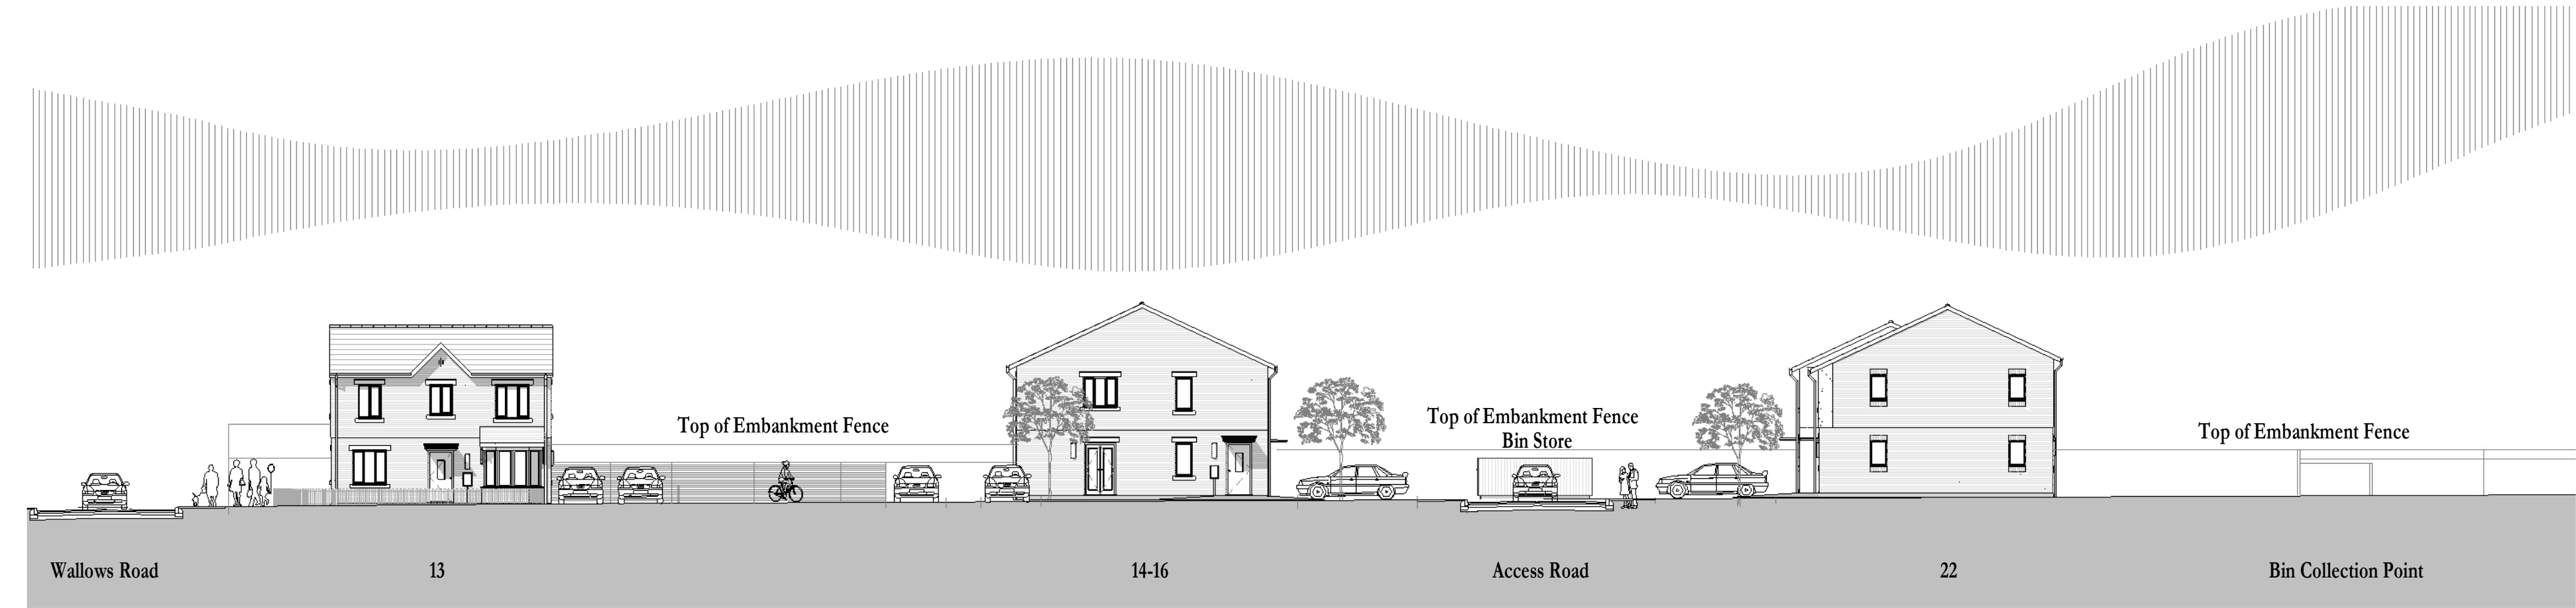 Top of Embankment Fence
Top of Embankment Fence
Bin Store
Top of Embankment Fence
Wallows Road
13
14-16
Access Road
22
Bin Collection Point